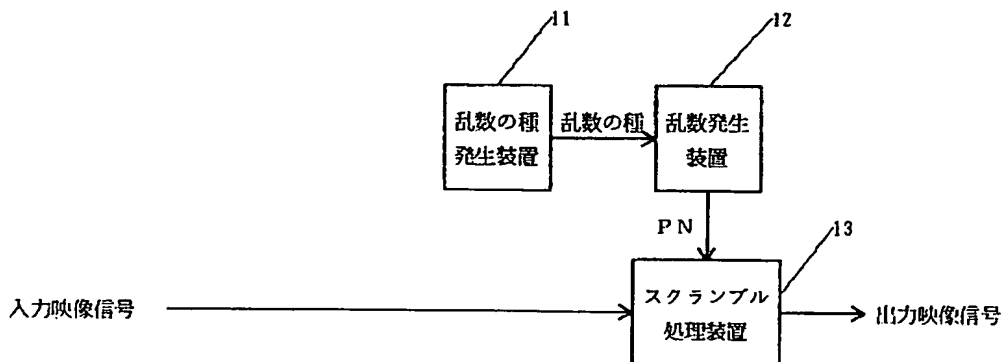 11
12
乱数の種
発生装置
乱数の種
乱数発生
装置
PN
13
入力映像信号
スクランブル
処理装置
出力映像信号